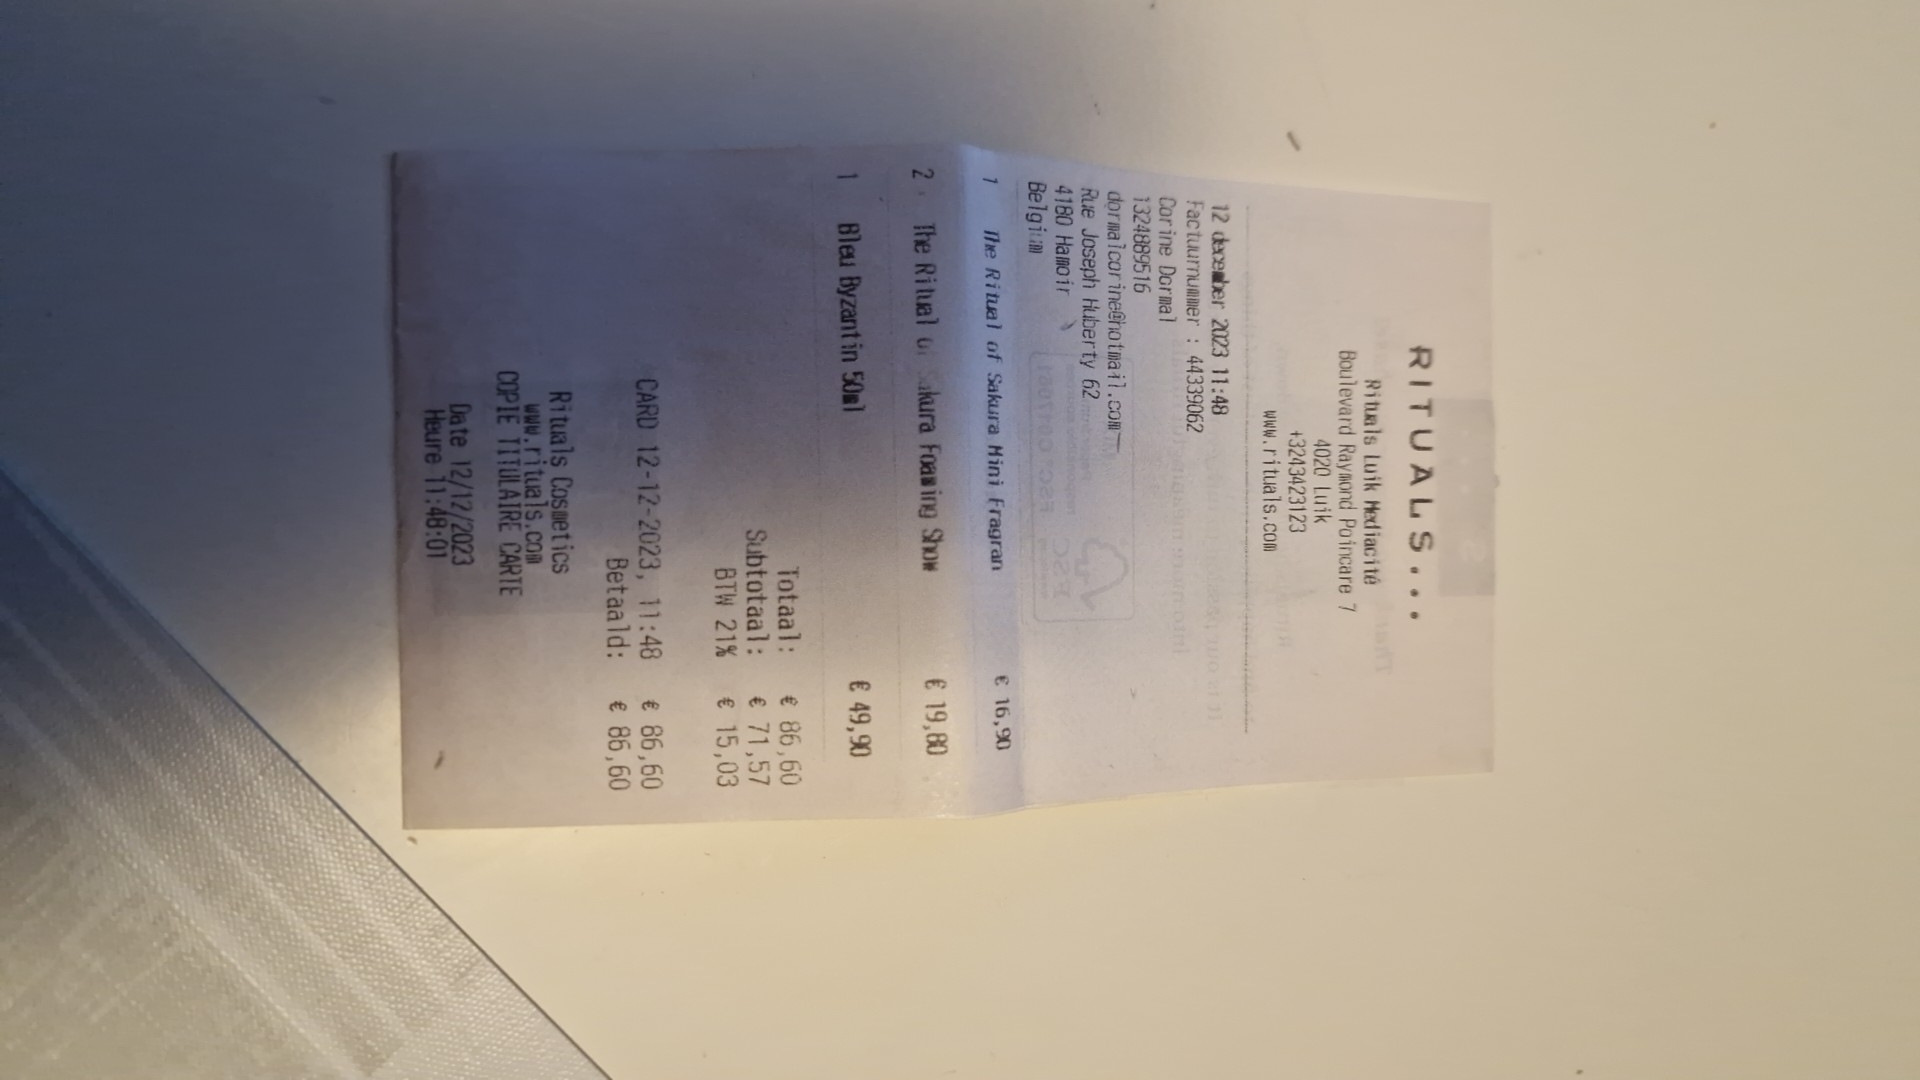 RITUALS...
Rituals Luik Mediacité
Boulevard Raymond Poincare 7
4020 Luik
+3243423123
www.rituals.com
12 december 2023 11:48
Factuurnummer : 44339062
Corine Dormal
1324889516
dormalcorine@hotmail.com
Rue Joseph Huberty 62
4180 Hamoir
Belgium
1 The Ritual of Sakura Mini Fragran € 16,90
2 The Ritual of Sakura Foaming Show € 19,80
1 Bleu Byzantin 50ml € 49,90
Totaal: € 86,60
Subtotaal: € 71,57
BTW 21% € 15,03
CARD 12-12-2023, 11:48 € 86,60
Betaald: € 86,60
Rituals Cosmetics
www.rituals.com
COPIE TITULAIRE CARTE
Date 12/12/2023
Heure 11:48:01